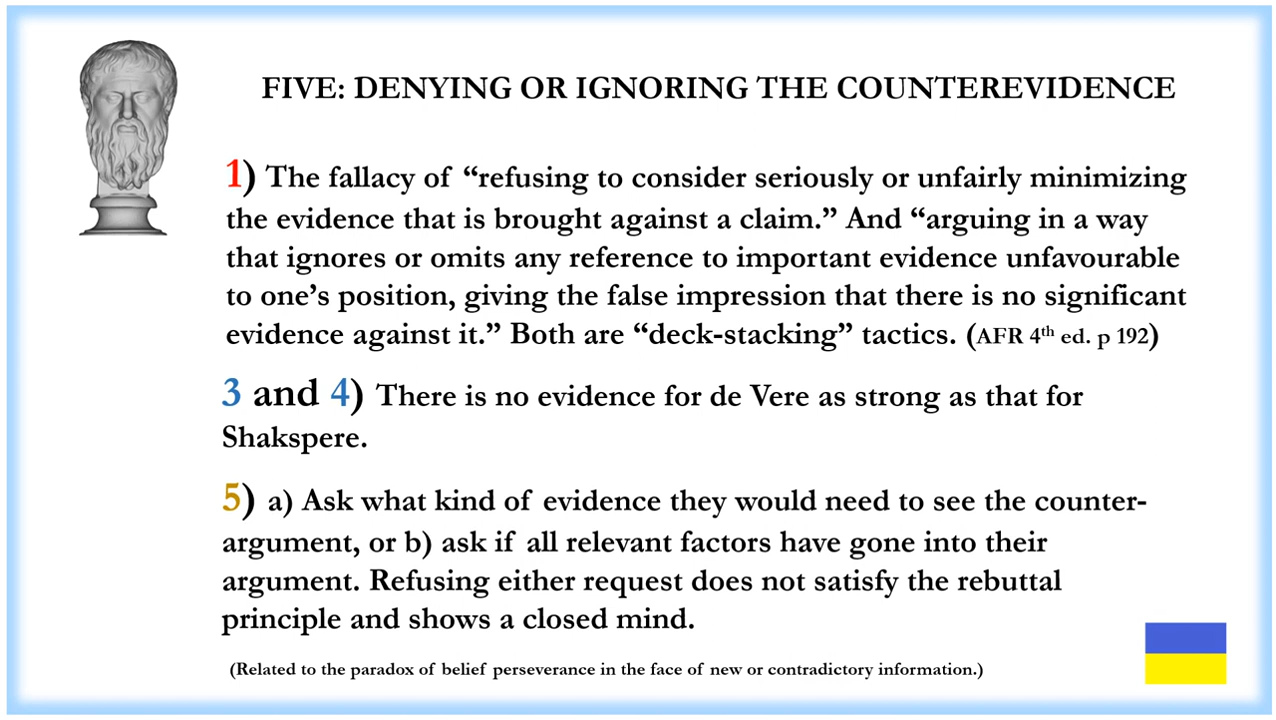 FIVE: DENYING OR IGNORING THE COUNTEREVIDENCE
1) The fallacy of “refusing to consider seriously or unfairly minimizing
the evidence that is brought against a claim.” And “arguing in a way
that ignores or omits any reference to important evidence unfavourable
to one’s position, giving the false impression that there is no significant
evidence against it.” Both are “deck-stacking” tactics. (AFR 4th ed. p 192)
3 and 4) There is no evidence for de Vere as strong as that for
Shakspere.
5) a) Ask what kind of evidence they would need to see the counter-
argument, or b) ask if all relevant factors have gone into their
argument. Refusing either request does not satisfy the rebuttal
principle and shows a closed mind.
(Related to the paradox of belief perseverance in the face of new or contradictory information.)